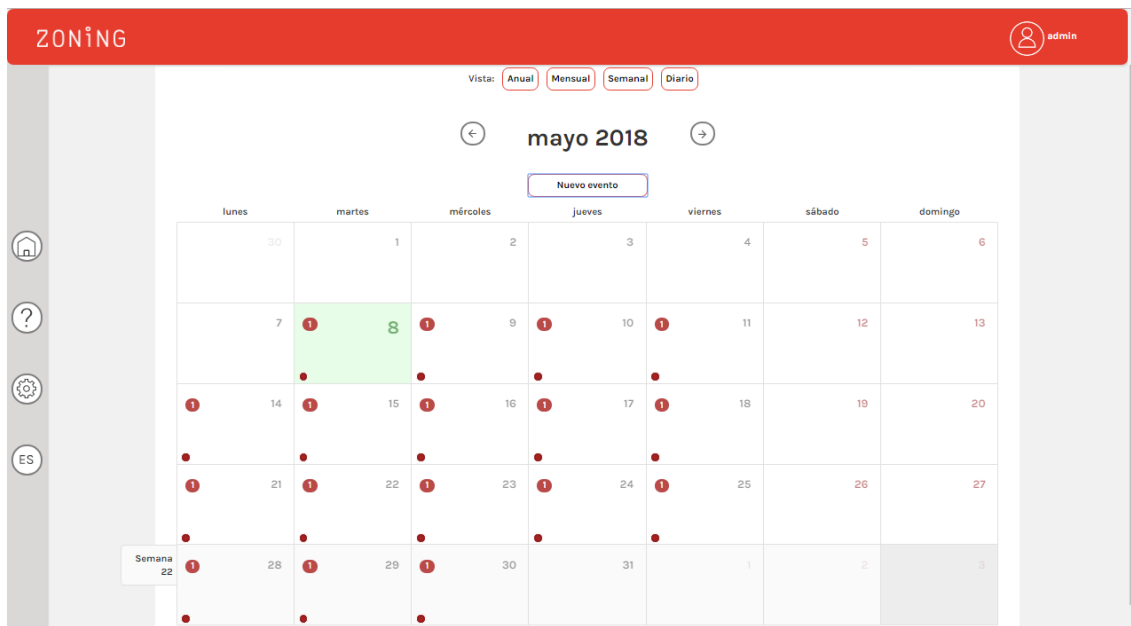 ZONiNG
admin
Vista: Anual Mensual Semanal Diario
mayo 2018
Nuevo evento
lunes martes mércoles jueves viernes sábado domingo
30 1 2 3 4 5 6
7 1 8 1 9 1 10 1 11 12 13
1 14 1 15 1 16 1 17 1 18 19 20
ES
1 21 1 22 1 23 1 24 1 25 26 27
Semana
22
1 28 1 29 1 30 31 1 2 3
?